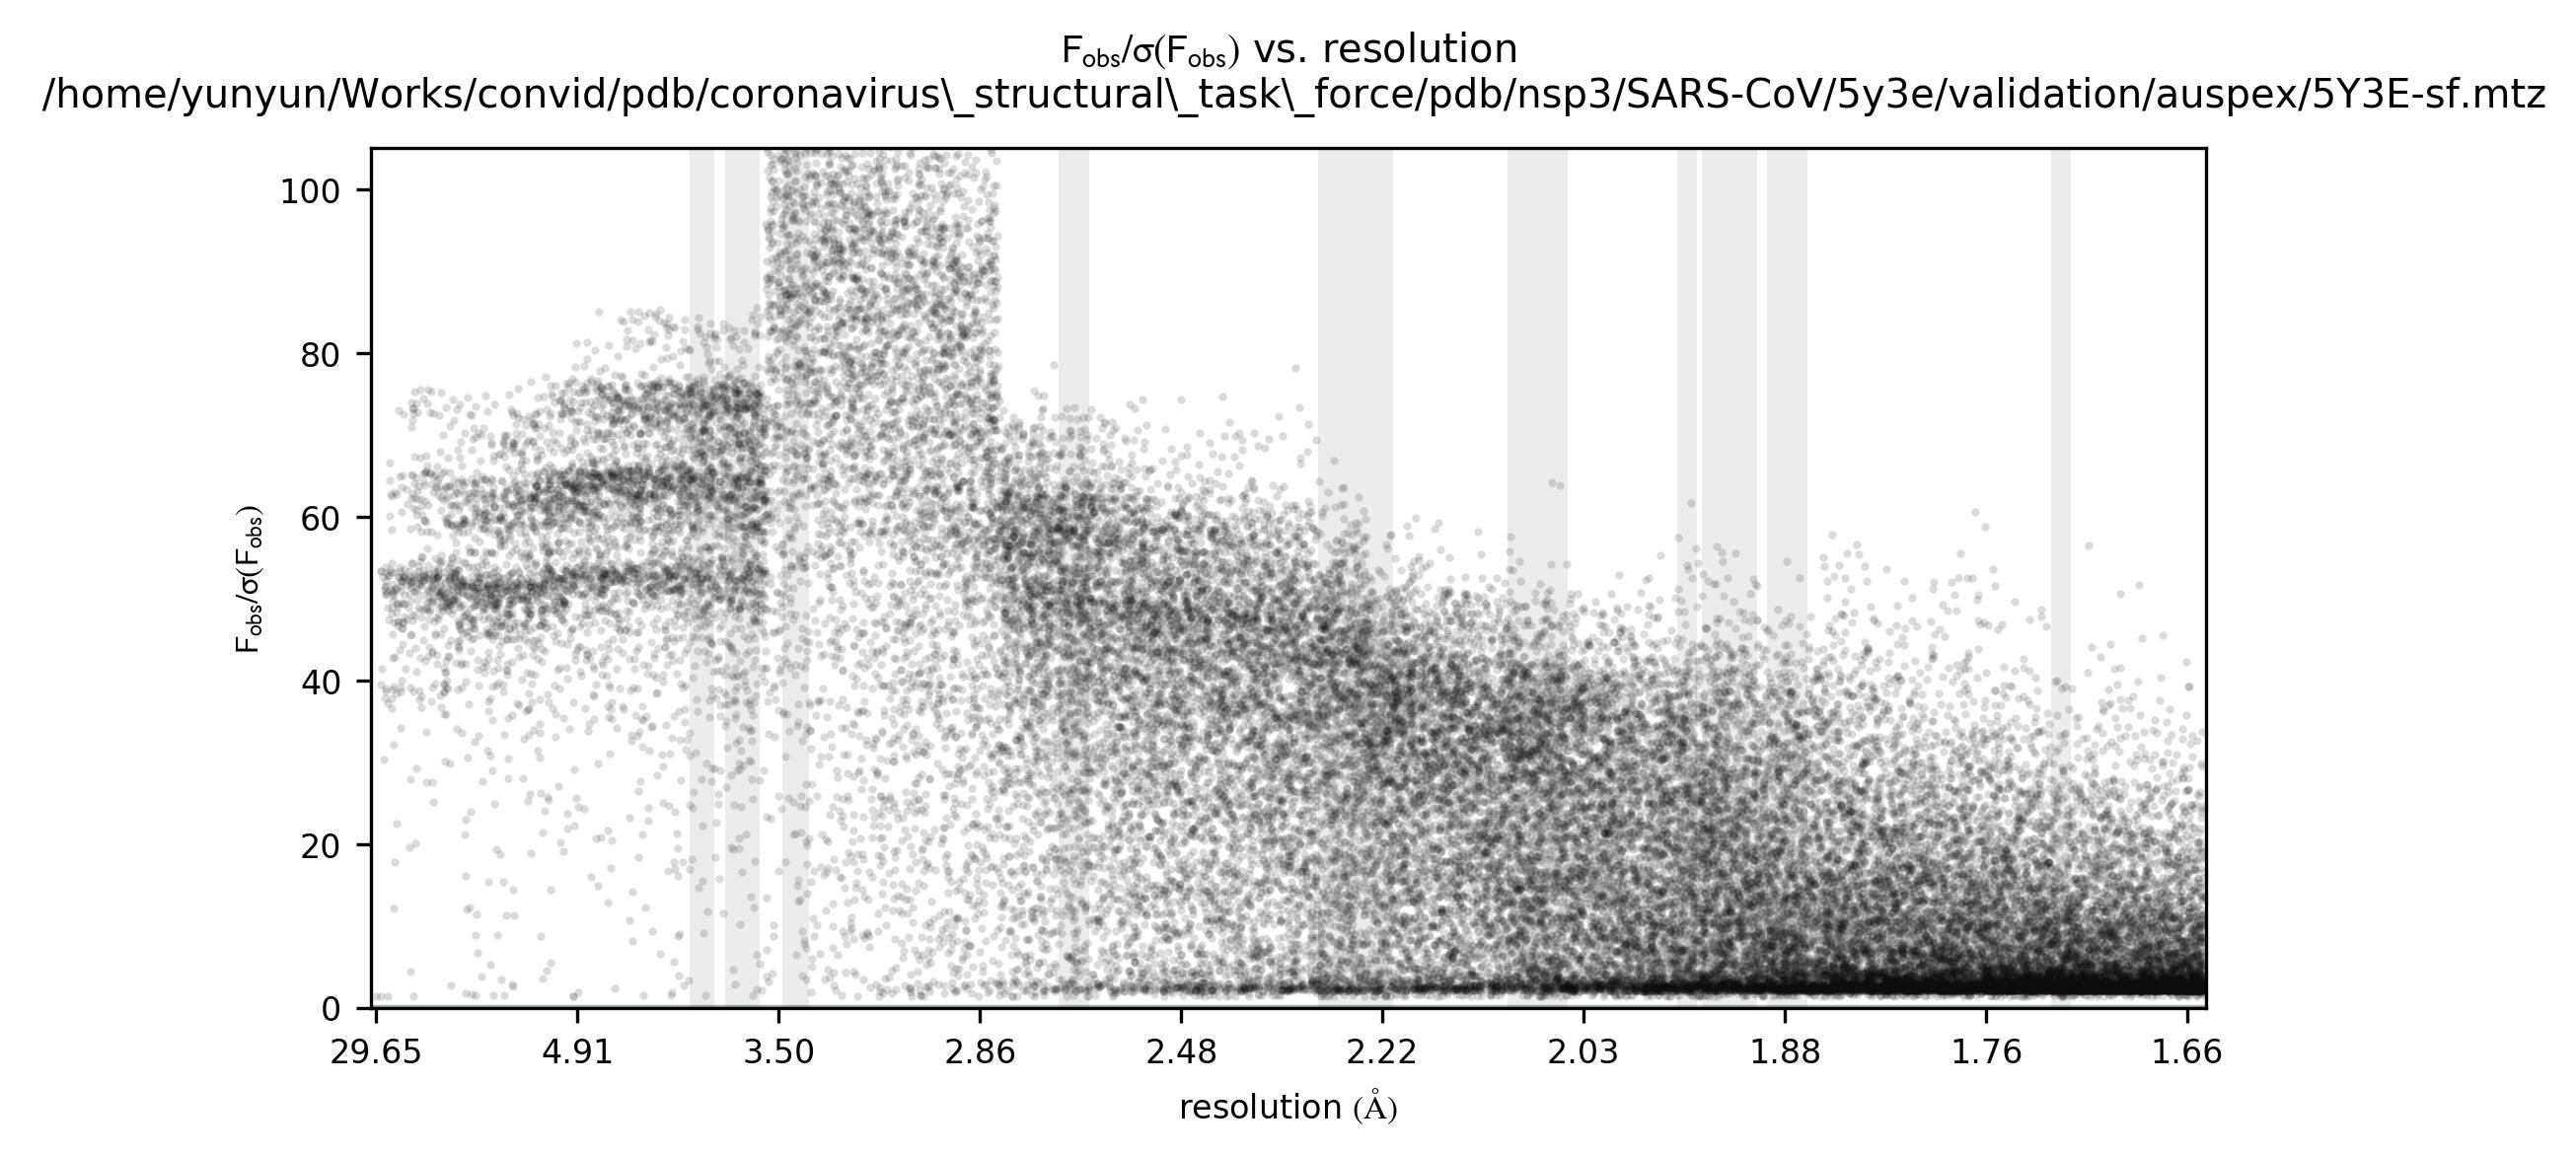 Fobs/σ(Fobs) vs. resolution
/home/yunyun/Works/convid/pdb/coronavirus\_structural\_task\_force/pdb/nsp3/SARS-CoV/5y3e/validation/auspex/5Y3E-sf.mtz
Fobs/σ(Fobs)
100
80
60
40
20
0
29.65 4.91 3.50 2.86 2.48 2.22 2.03 1.88 1.76 1.66
resolution (Å)